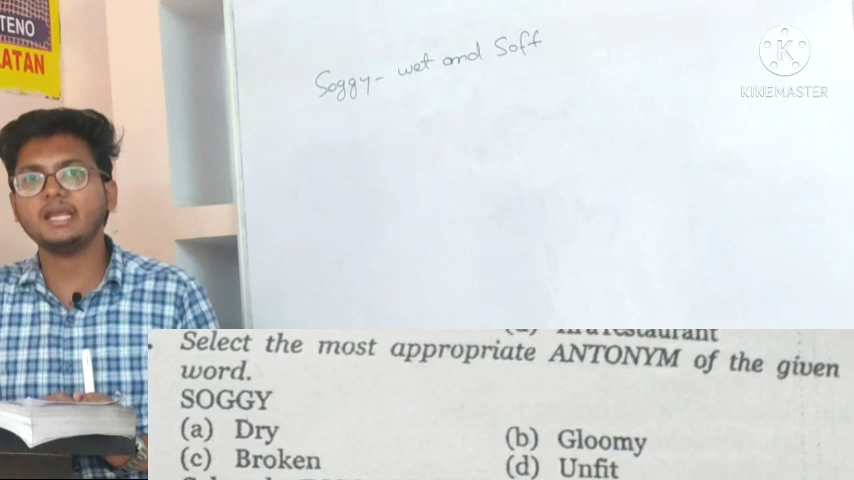 TENO
ATAN
Soggy - wet and Soft
KINEMASTER
Select the most appropriate ANTONYM of the given
word.
SOGGY
(a) Dry
(b) Gloomy
(c) Broken
(d) Unfit